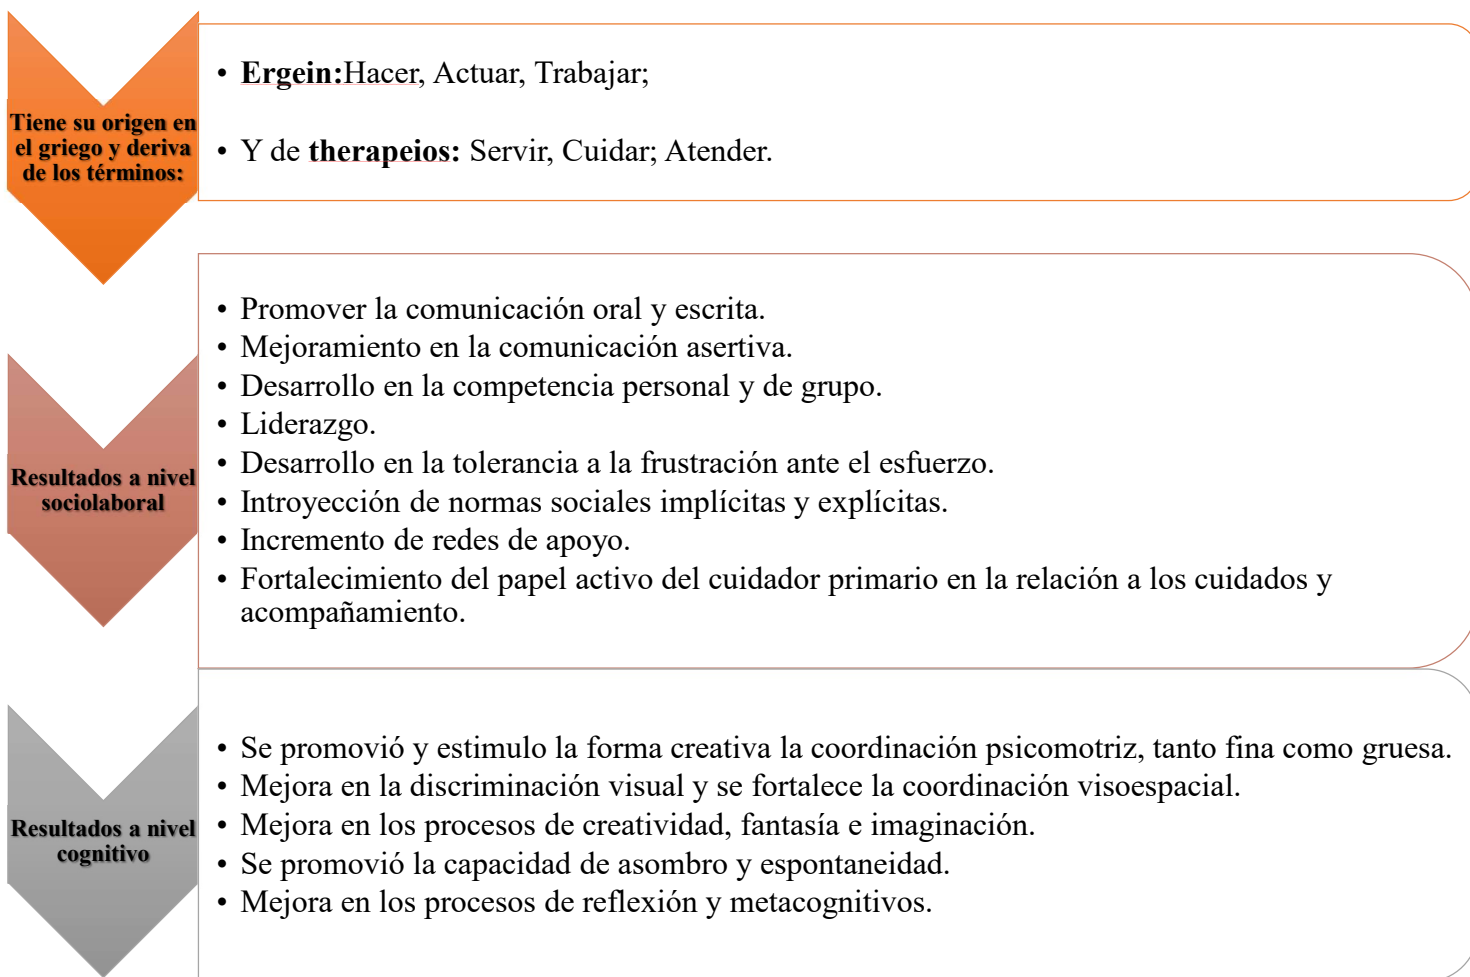 Tiene su origen en
el griego y deriva
de los términos:
• Ergein:Hacer, Actuar, Trabajar;
• Y de therapeios: Servir, Cuidar; Atender.
Resultados a nivel
sociolaboral
• Promover la comunicación oral y escrita.
• Mejoramiento en la comunicación asertiva.
• Desarrollo en la competencia personal y de grupo.
• Liderazgo.
• Desarrollo en la tolerancia a la frustración ante el esfuerzo.
• Introyección de normas sociales implícitas y explícitas.
• Incremento de redes de apoyo.
• Fortalecimiento del papel activo del cuidador primario en la relación a los cuidados y
acompañamiento.
Resultados a nivel
cognitivo
• Se promovió y estimulo la forma creativa la coordinación psicomotriz, tanto fina como gruesa.
• Mejora en la discriminación visual y se fortalece la coordinación visoespacial.
• Mejora en los procesos de creatividad, fantasía e imaginación.
• Se promovió la capacidad de asombro y espontaneidad.
• Mejora en los procesos de reflexión y metacognitivos.